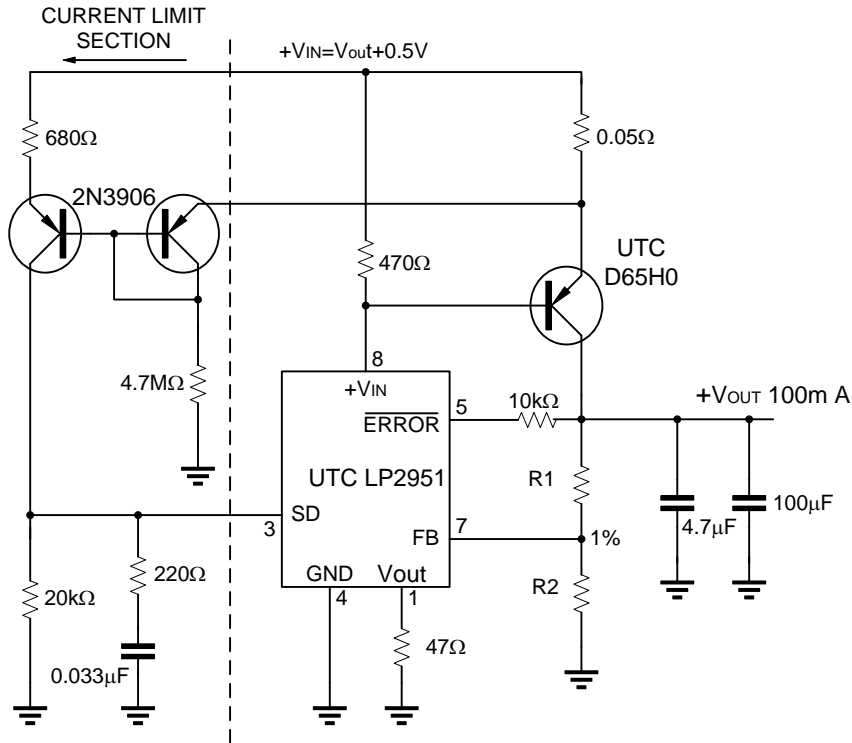 CURRENT LIMIT
SECTION
+VIN=Vout+0.5V
680Ω
0.05Ω
2N3906
470Ω
UTC
D65H0
8
4.7MΩ
+VIN
+VOUT 100m A
5
10kΩ
ERROR
UTC LP2951
R1
SD
3
7
FB
1%
4.7μF
100μF
220Ω
GND
Vout
20kΩ
4
1
R2
47Ω
0.033μF